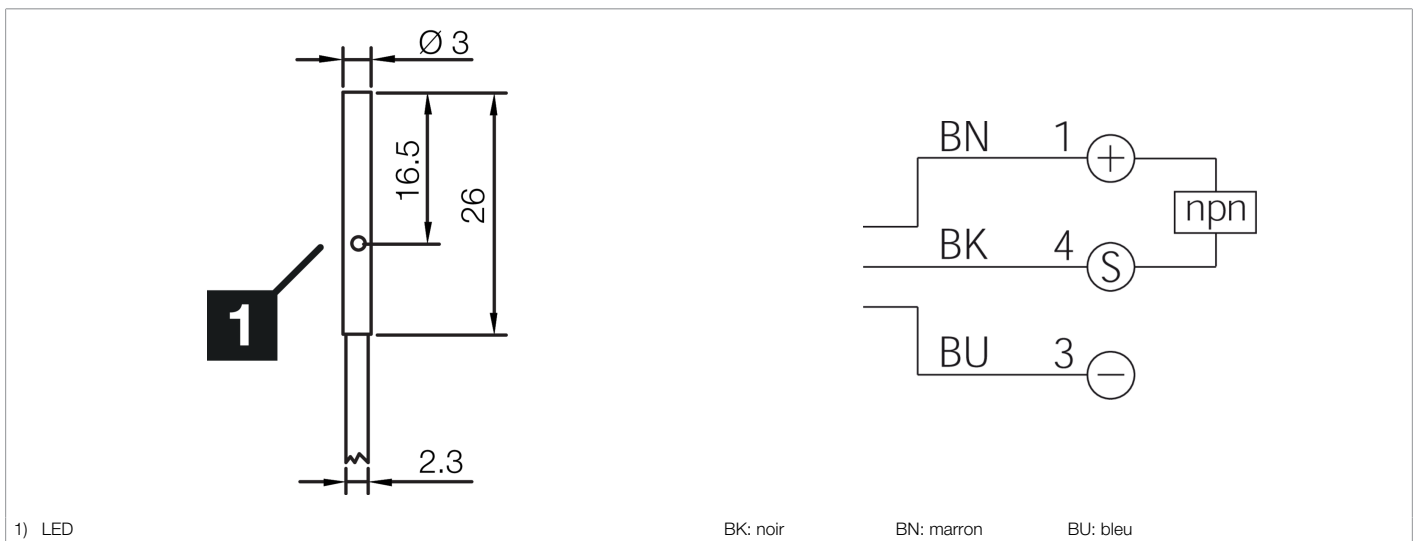 Ø 3
16.5
26
1
2.3
BN 1 +
npn
BK 4 S
BU 3 −
1) LED
BK: noir BN: marron BU: bleu